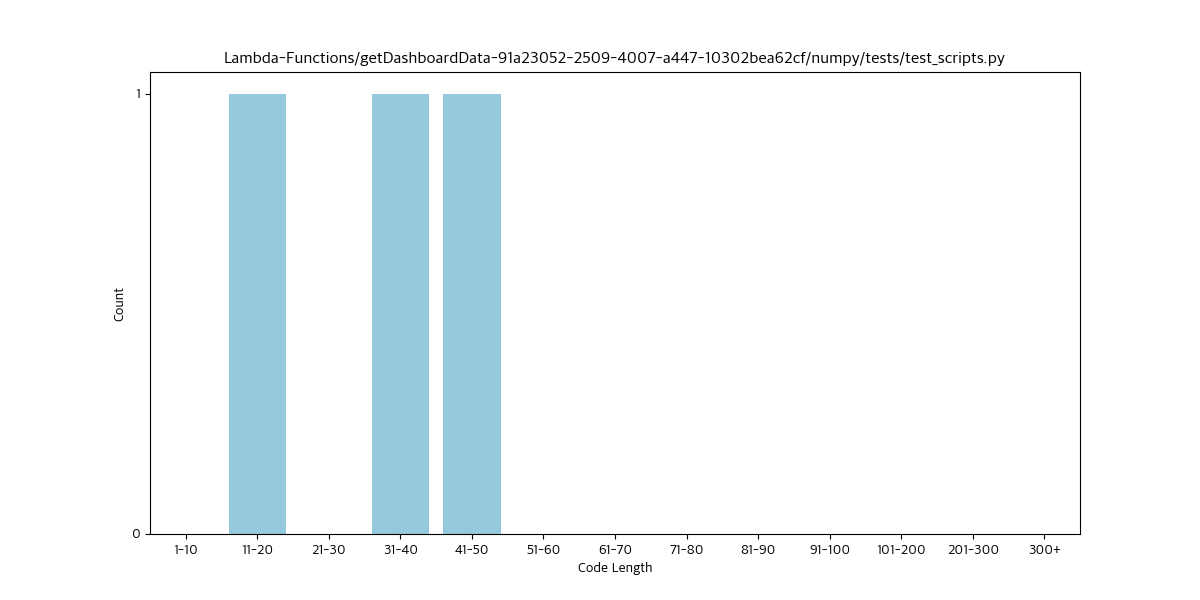 Lambda-Functions/getDashboardData-91a23052-2509-4007-a447-10302bea62cf/numpy/tests/test_scripts.py
1
Count
0
1-10 11-20 21-30 31-40 41-50 51-60 61-70 71-80 81-90 91-100 101-200 201-300 300+
Code Length